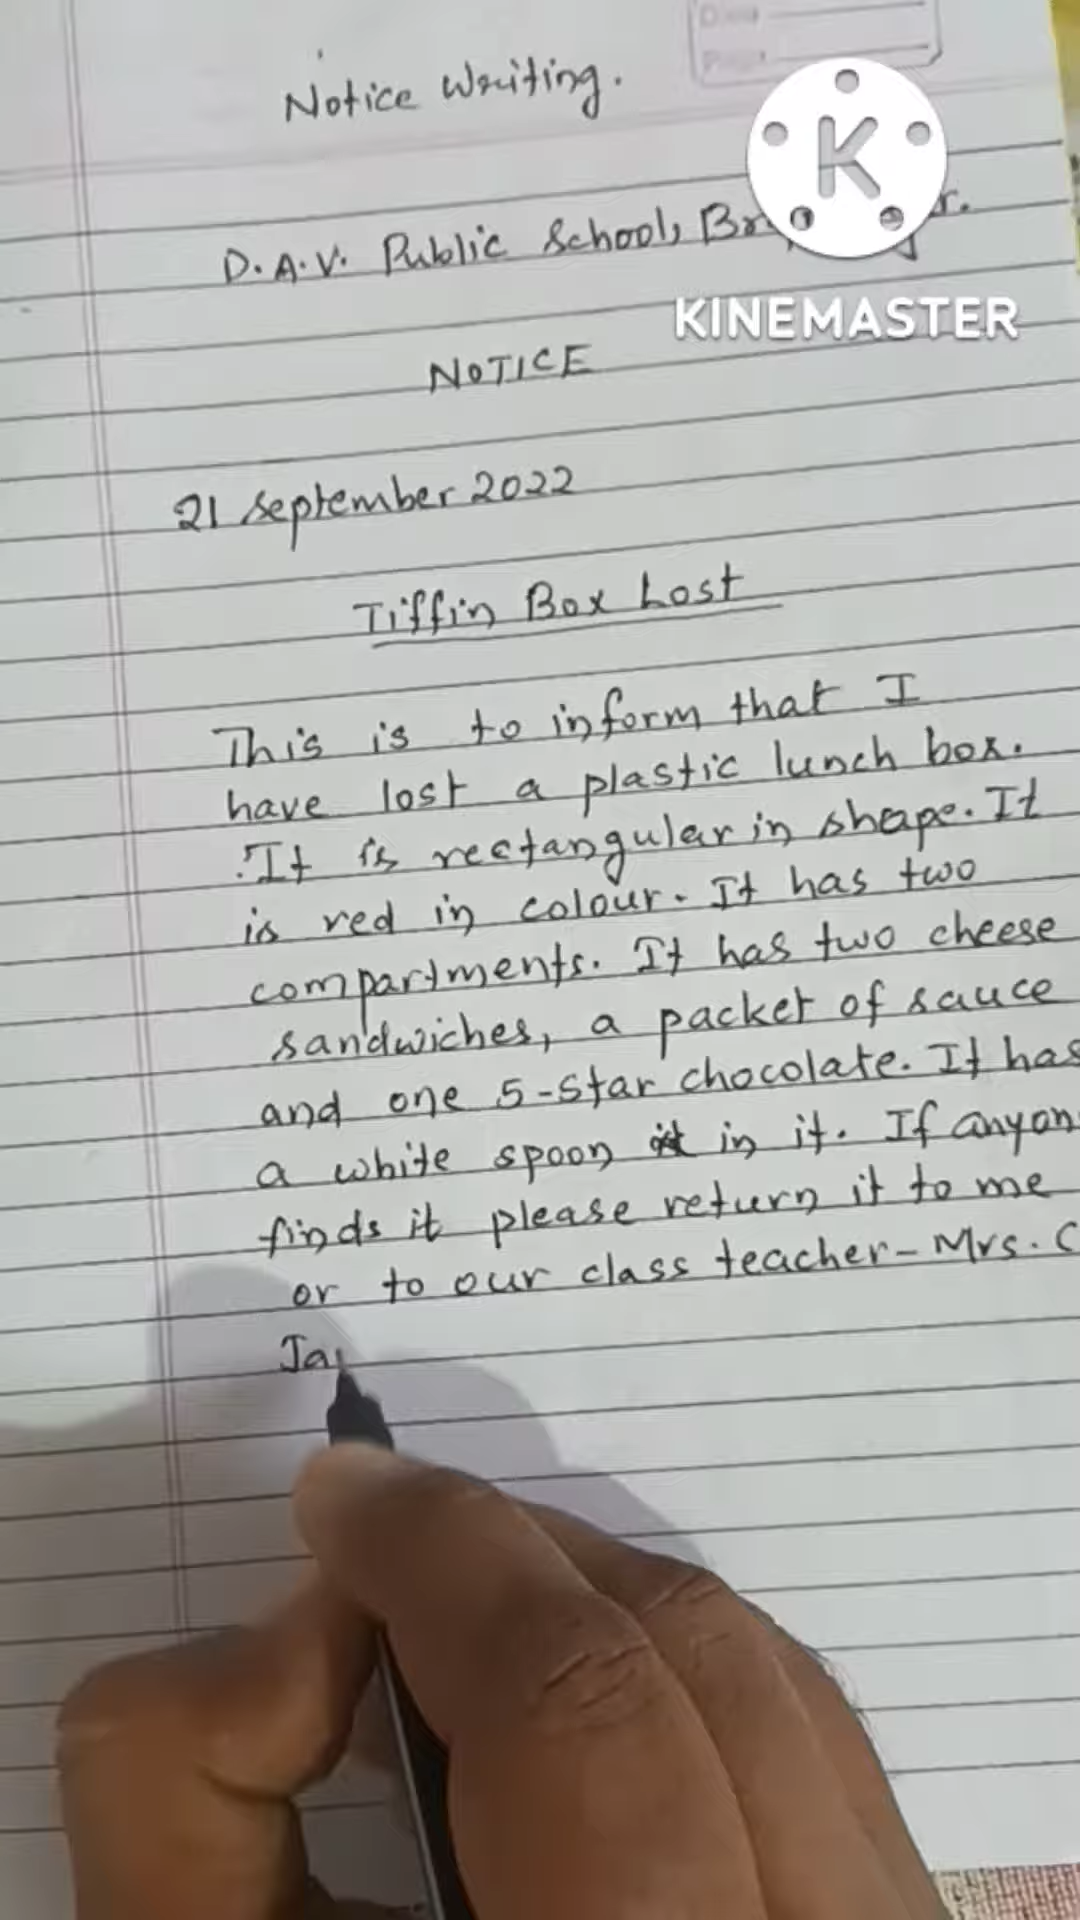 Notice Writing.
D.A.V. Public School,
KINEMASTER
NOTICE
21 September 2022
Tiffin Box Lost
This is to inform that I
have lost a plastic lunch box.
It is rectangular in shape. It
is red in colour. It has two
compartments. It has two cheese
sandwiches, a packet of sauce
and one 5-star chocolate. It has
a white spoon in it. If anyon
finds it please return it to me
or to our class teacher - Mrs. C